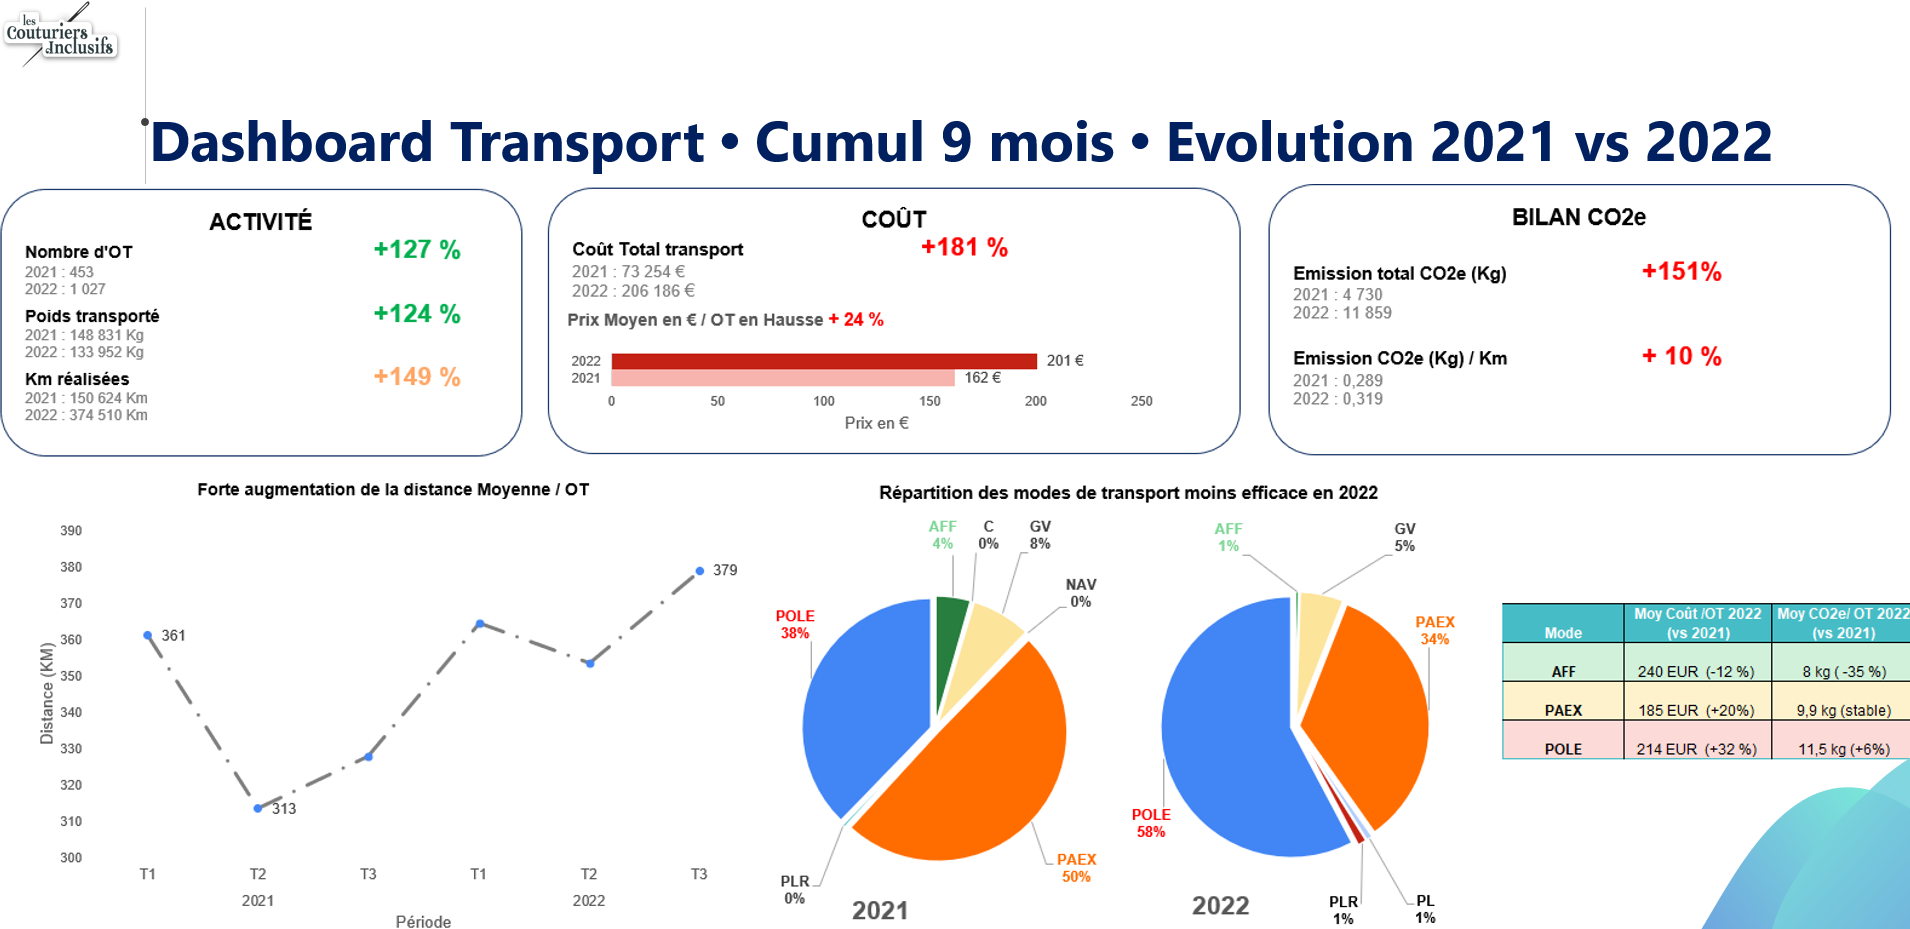 les
Couturiers
Inclusifs
Dashboard Transport • Cumul 9 mois • Evolution 2021 vs 2022
ACTIVITÉ
Nombre d'OT +127 %
2021 : 453
2022 : 1 027
Poids transporté +124 %
2021 : 148 831 Kg
2022 : 133 952 Kg
Km réalisées +149 %
2021 : 150 624 Km
2022 : 374 510 Km
COÛT
Coût Total transport +181 %
2021 : 73 254 €
2022 : 206 186 €
Prix Moyen en € / OT en Hausse + 24 %
2022 201 €
2021 162 €
0 50 100 150 200 250
Prix en €
BILAN CO2e
Emission total CO2e (Kg) +151%
2021 : 4 730
2022 : 11 859
Emission CO2e (Kg) / Km + 10 %
2021 : 0,289
2022 : 0,319
Forte augmentation de la distance Moyenne / OT
Distance (KM)
390
380
370
360
350
340
330
320
310
300
361
313
379
T1 T2 T3 T1 T2 T3
2021 2022
Période
Répartition des modes de transport moins efficace en 2022
AFF
4%
C
0%
GV
8%
NAV
0%
POLE
38%
PAEX
50%
PLR
0%
2021
AFF
1%
GV
5%
PAEX
34%
POLE
58%
PLR
1%
PL
1%
2022
Mode
Moy Coût /OT 2022
(vs 2021)
Moy CO2e/ OT 2022
(vs 2021)
AFF 240 EUR (-12 %) 8 kg ( -35 %)
PAEX 185 EUR (+20%) 9,9 kg (stable)
POLE 214 EUR (+32 %) 11,5 kg (+6%)